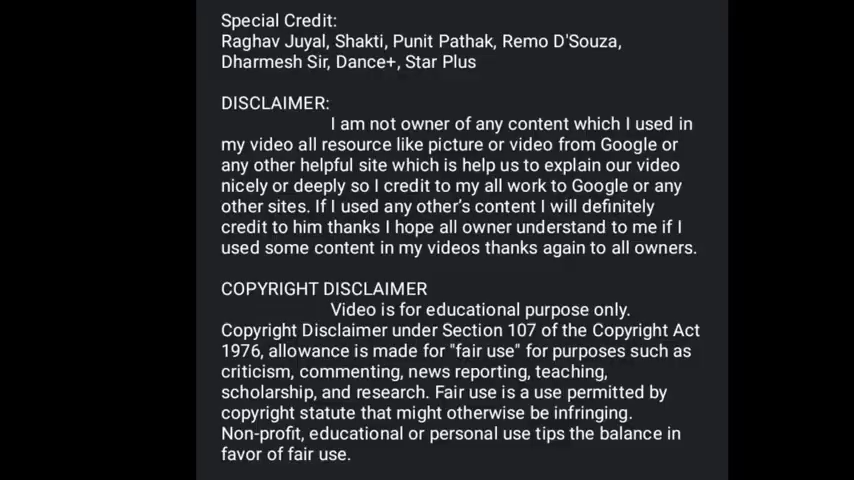 Special Credit:
Raghav Juyal, Shakti, Punit Pathak, Remo D'Souza,
Dharmesh Sir, Dance+, Star Plus
DISCLAIMER:
I am not owner of any content which I used in
my video all resource like picture or video from Google or
any other helpful site which is help us to explain our video
nicely or deeply so I credit to my all work to Google or any
other sites. If I used any other's content I will definitely
credit to him thanks I hope all owner understand to me if I
used some content in my videos thanks again to all owners.
COPYRIGHT DISCLAIMER
Video is for educational purpose only.
Copyright Disclaimer under Section 107 of the Copyright Act
1976, allowance is made for "fair use" for purposes such as
criticism, commenting, news reporting, teaching,
scholarship, and research. Fair use is a use permitted by
copyright statute that might otherwise be infringing.
Non-profit, educational or personal use tips the balance in
favor of fair use.